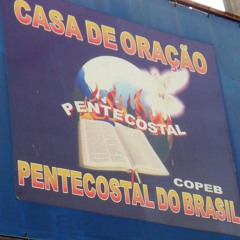 CASA DE ORAÇÃO
PENTECOSTAL
COPEB
PENTECOSTAL DO BRASIL